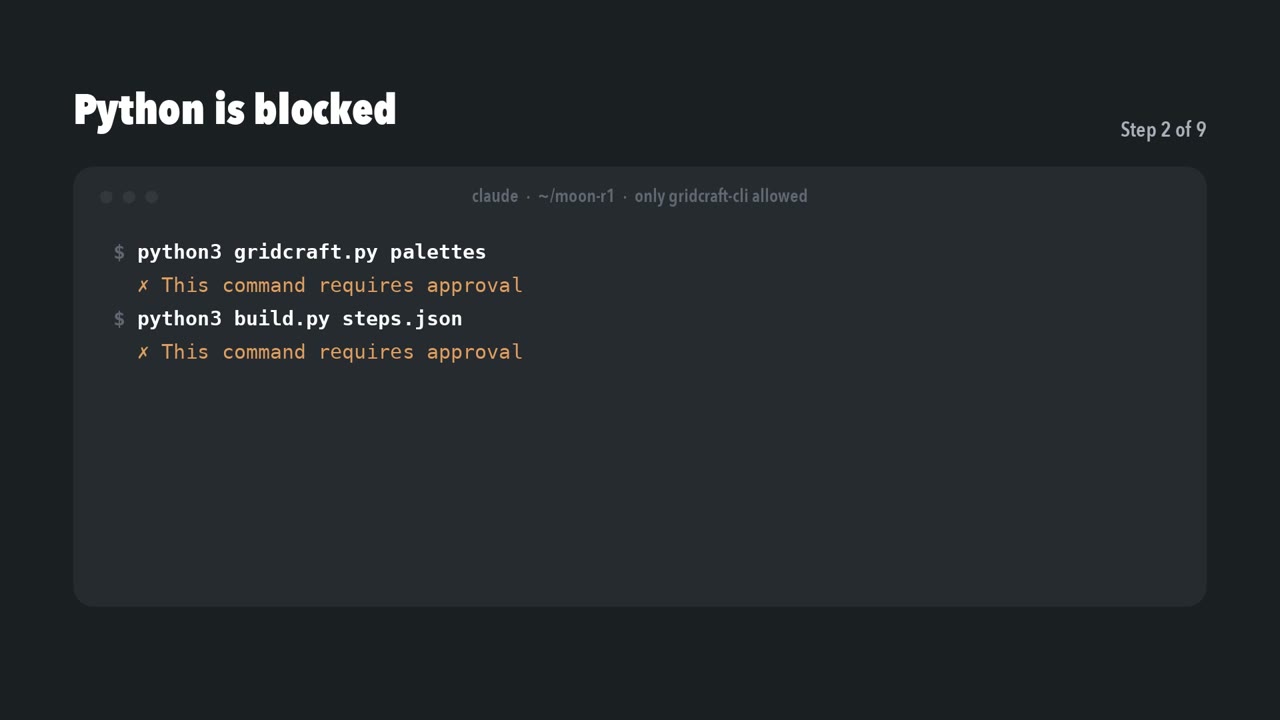 Python is blocked
Step 2 of 9
claude · ~/moon-r1 · only gridcraft-cli allowed
$ python3 gridcraft.py palettes
✗ This command requires approval
$ python3 build.py steps.json
✗ This command requires approval